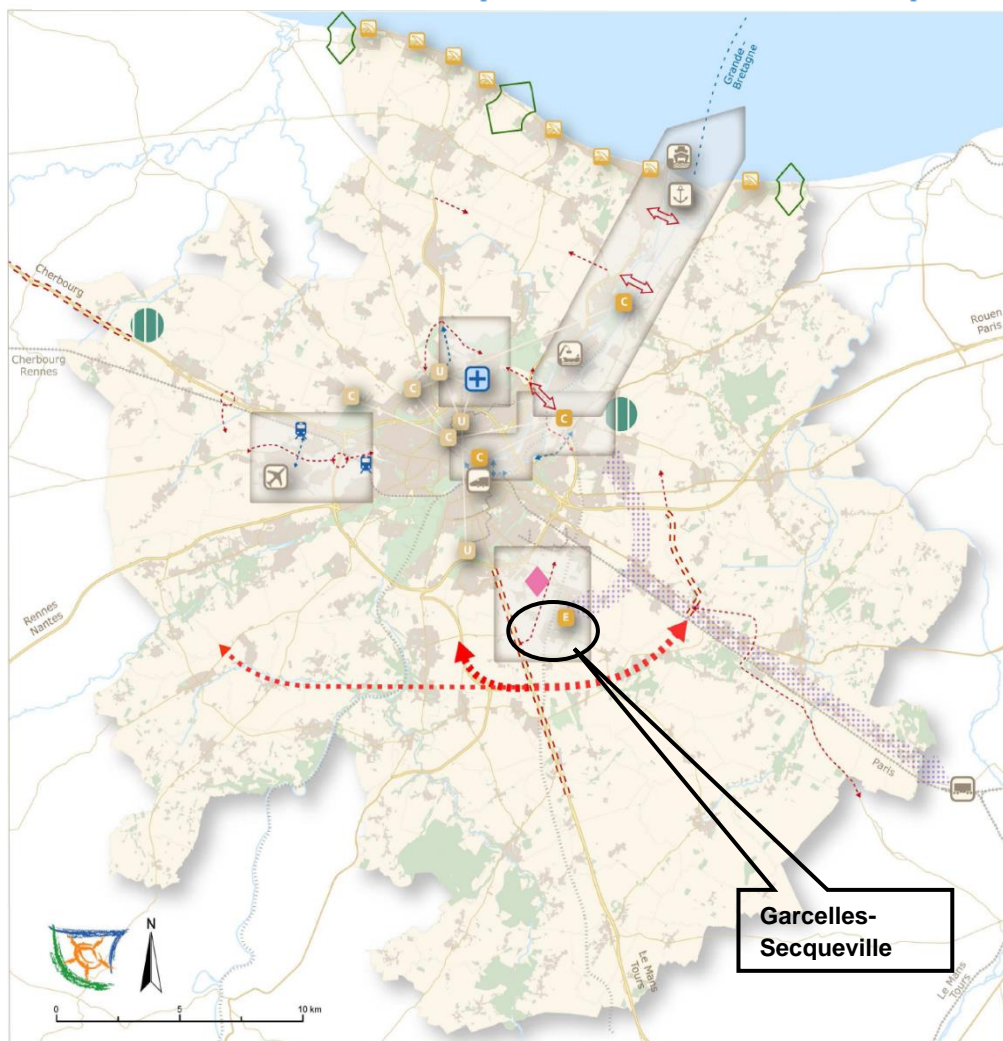 Grande-
Bretagne
Cherbourg
Rouen
Paris
Cherbourg
Rennes
C
C
U
C
U
C
C
C
U
E
Rennes
Nantes
Paris
Garcelles-
Secqueville
Le Mans
Tours
Le Mans
Tours
N
0 5 10 km